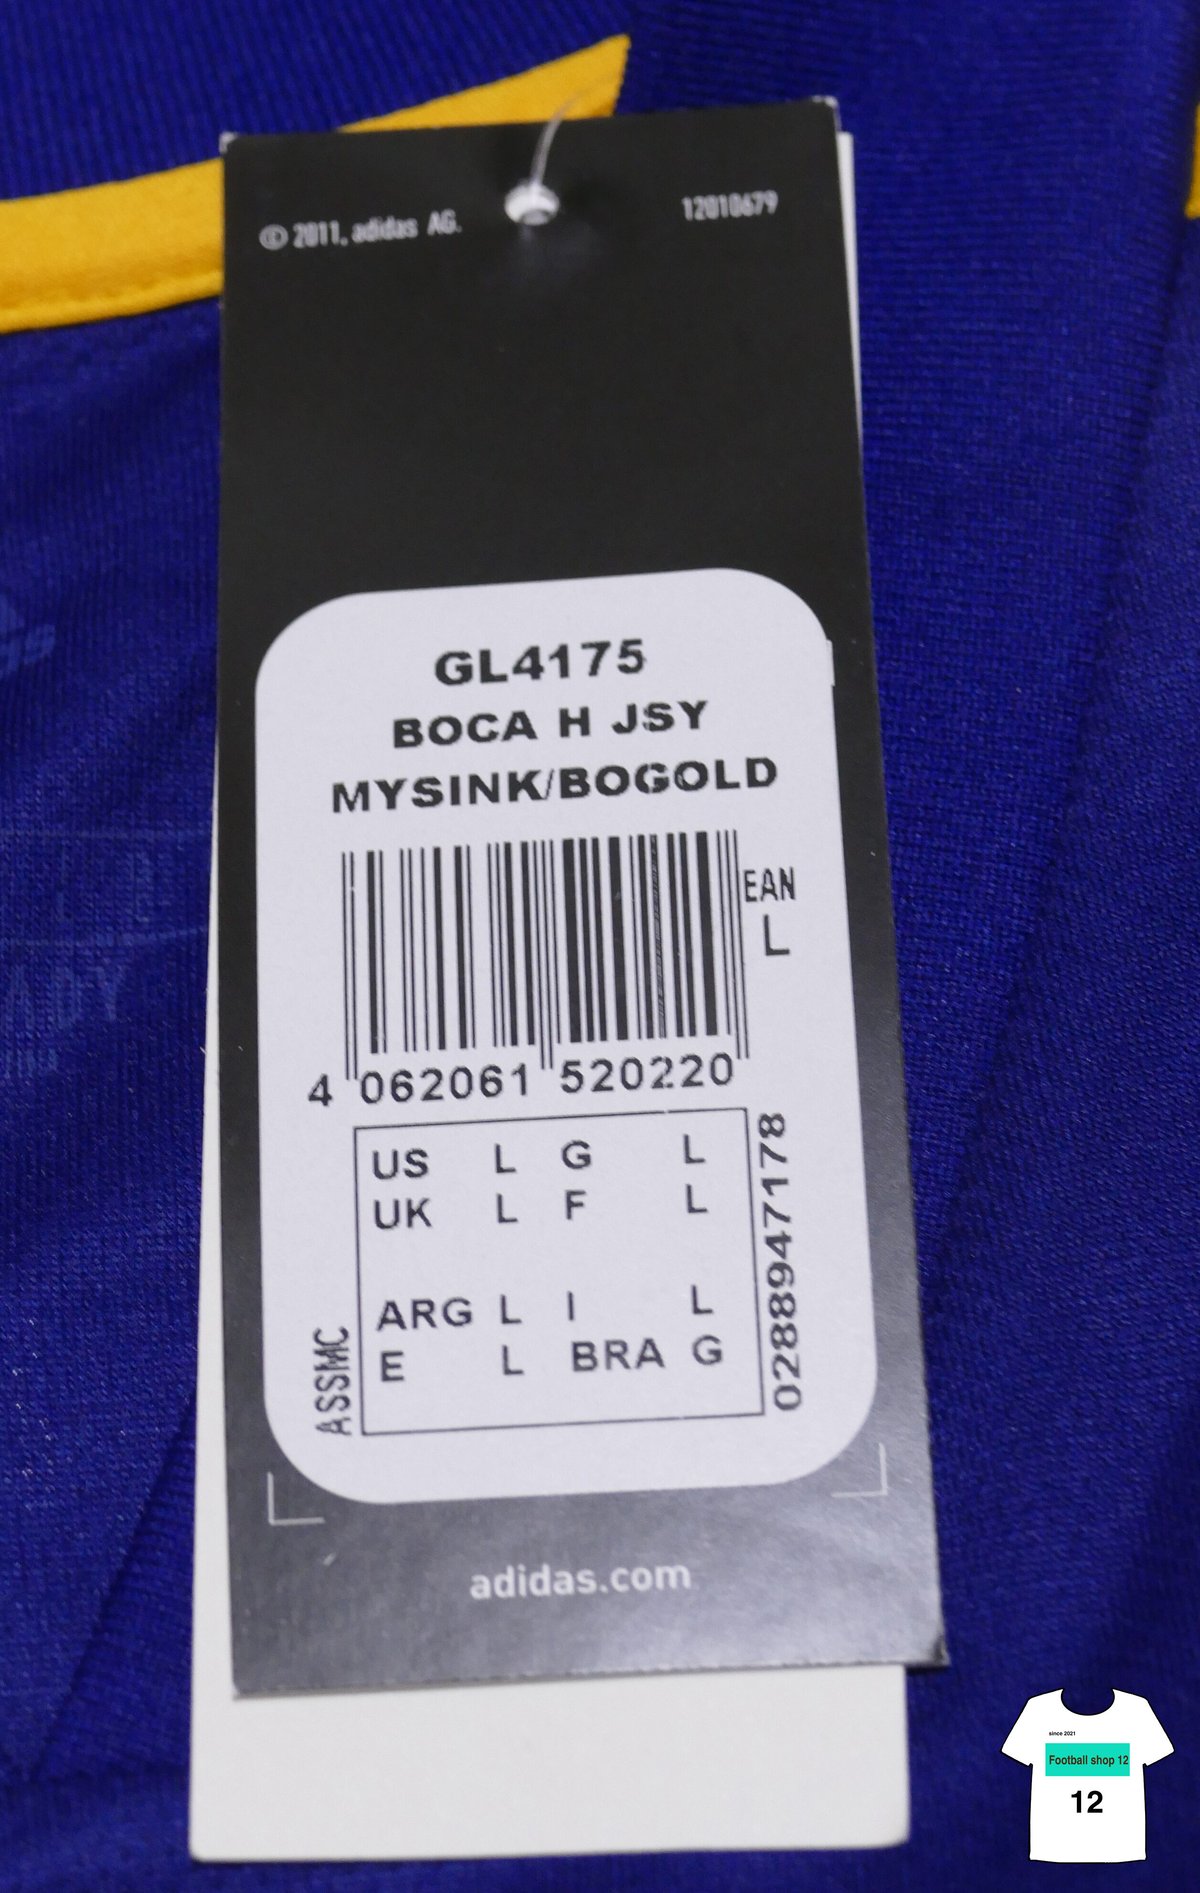 © 2011, adidas AG.
12010679
GL4175
BOCA H JSY
MYSINK/BOGOLD
EAN
L
4 062061 520220
US L G L
UK L F L
ARG L I L
E L BRA G
ASSMC
0288947178
adidas.com
since 2021
Football shop 12
12